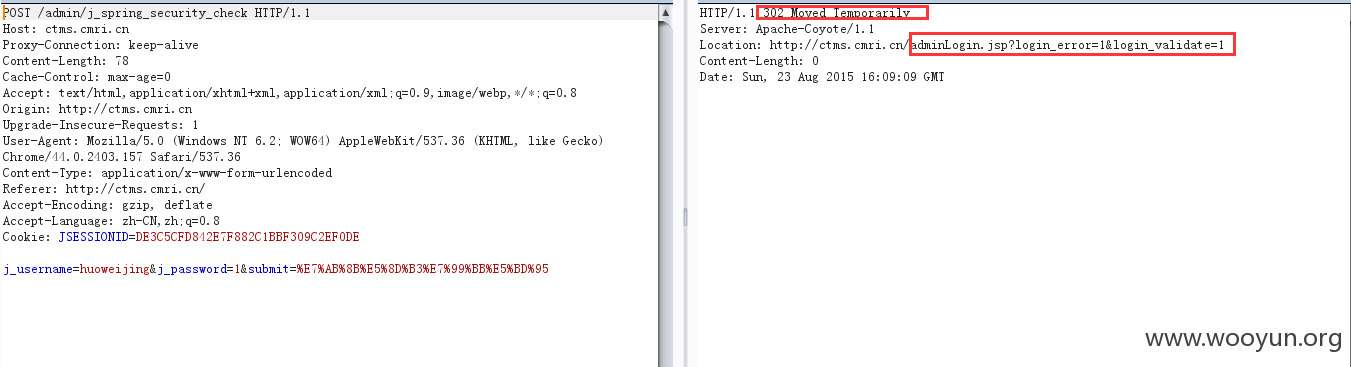 POST /admin/j_spring_security_check HTTP/1.1
Host: ctms.cmri.cn
Proxy-Connection: keep-alive
Content-Length: 78
Cache-Control: max-age=0
Accept: text/html,application/xhtml+xml,application/xml;q=0.9,image/webp,*/*;q=0.8
Origin: http://ctms.cmri.cn
Upgrade-Insecure-Requests: 1
User-Agent: Mozilla/5.0 (Windows NT 6.2; WOW64) AppleWebKit/537.36 (KHTML, like Gecko)
Chrome/44.0.2403.157 Safari/537.36
Content-Type: application/x-www-form-urlencoded
Referer: http://ctms.cmri.cn/
Accept-Encoding: gzip, deflate
Accept-Language: zh-CN,zh;q=0.8
Cookie: JSESSIONID=DE3C5CFD842E7F882C1BBF309C2EF0DE
j_username=huoweijing&j_password=1&submit=%E7%AB%8B%E5%8D%B3%E7%99%BB%E5%BD%95
HTTP/1.1 302 Moved Temporarily
Server: Apache-Coyote/1.1
Location: http://ctms.cmri.cn/adminLogin.jsp?login_error=1&login_validate=1
Content-Length: 0
Date: Sun, 23 Aug 2015 16:09:09 GMT
www.wooyun.org